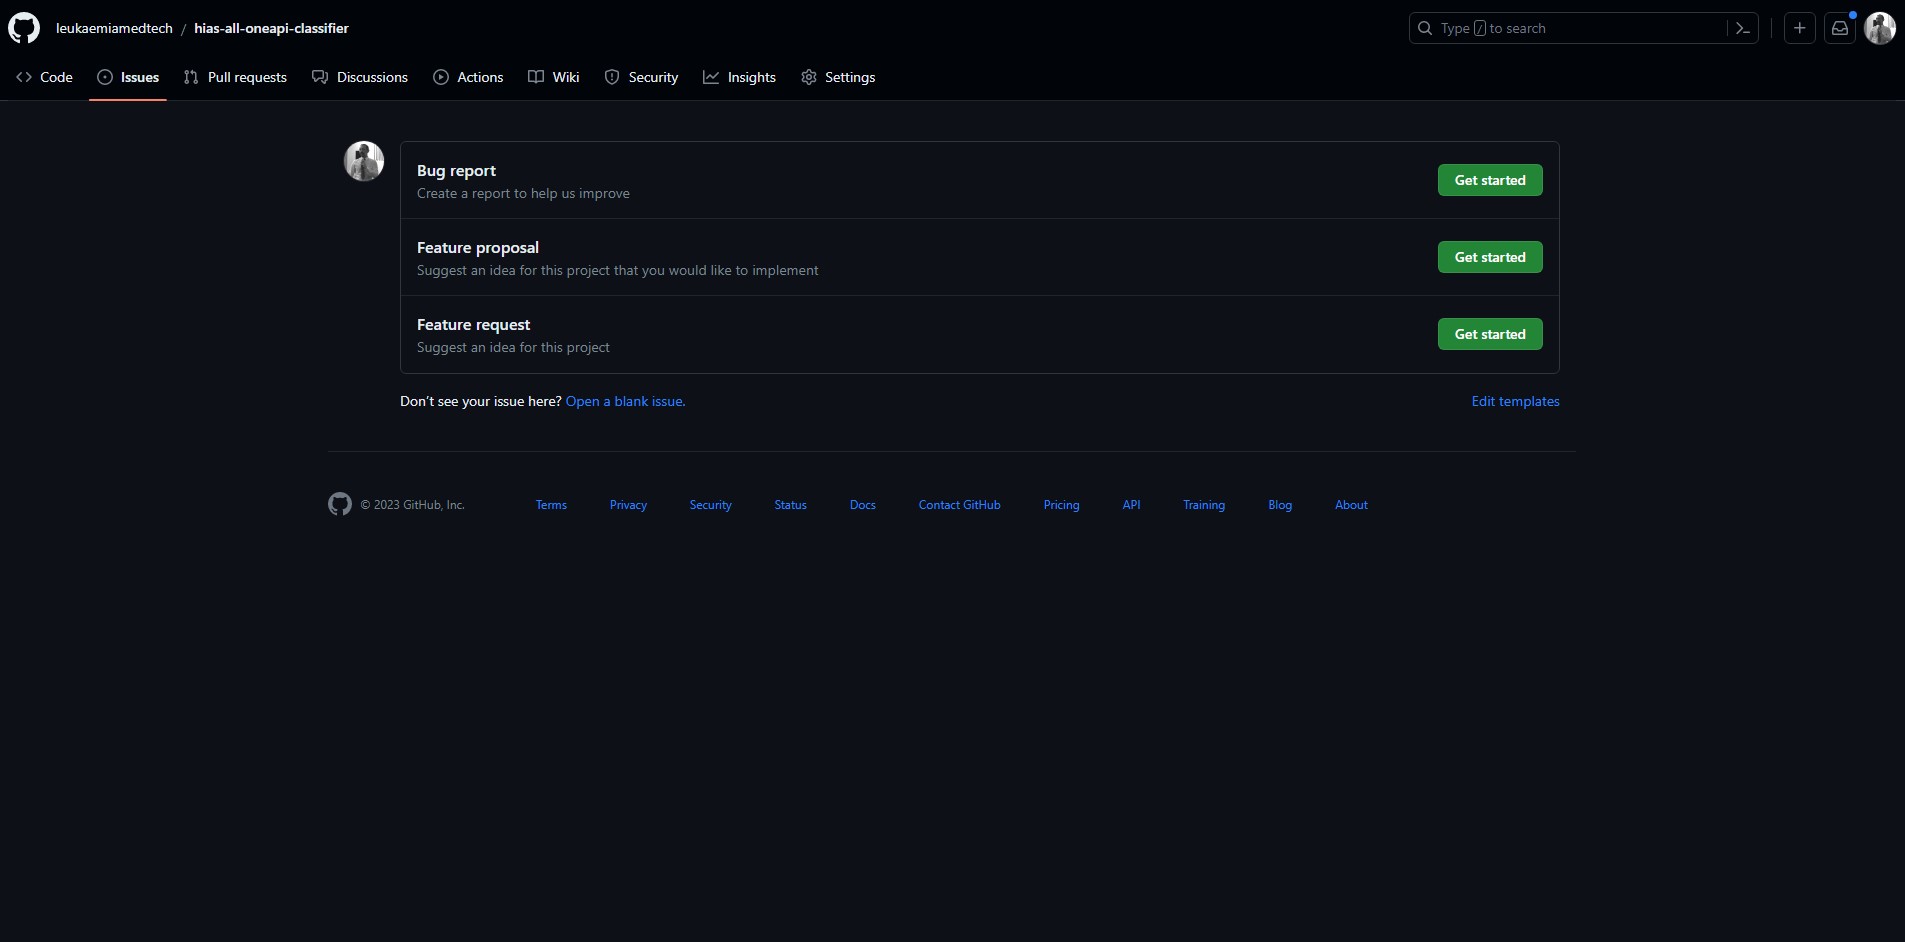 leukaemiamedtech / hias-all-oneapi-classifier
Type / to search
Code Issues Pull requests Discussions Actions Wiki Security Insights Settings
Bug report
Create a report to help us improve
Get started
Feature proposal
Suggest an idea for this project that you would like to implement
Get started
Feature request
Suggest an idea for this project
Get started
Don’t see your issue here? Open a blank issue.
Edit templates
© 2023 GitHub, Inc. Terms Privacy Security Status Docs Contact GitHub Pricing API Training Blog About